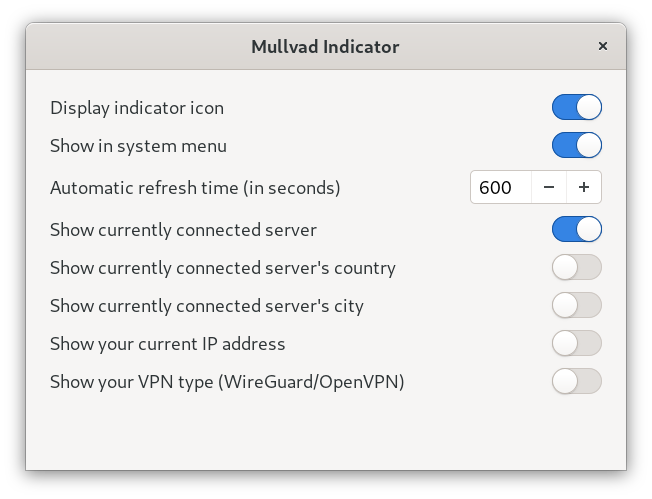 Mullvad Indicator
Display indicator icon
Show in system menu
Automatic refresh time (in seconds) 600 − +
Show currently connected server
Show currently connected server's country
Show currently connected server's city
Show your current IP address
Show your VPN type (WireGuard/OpenVPN)